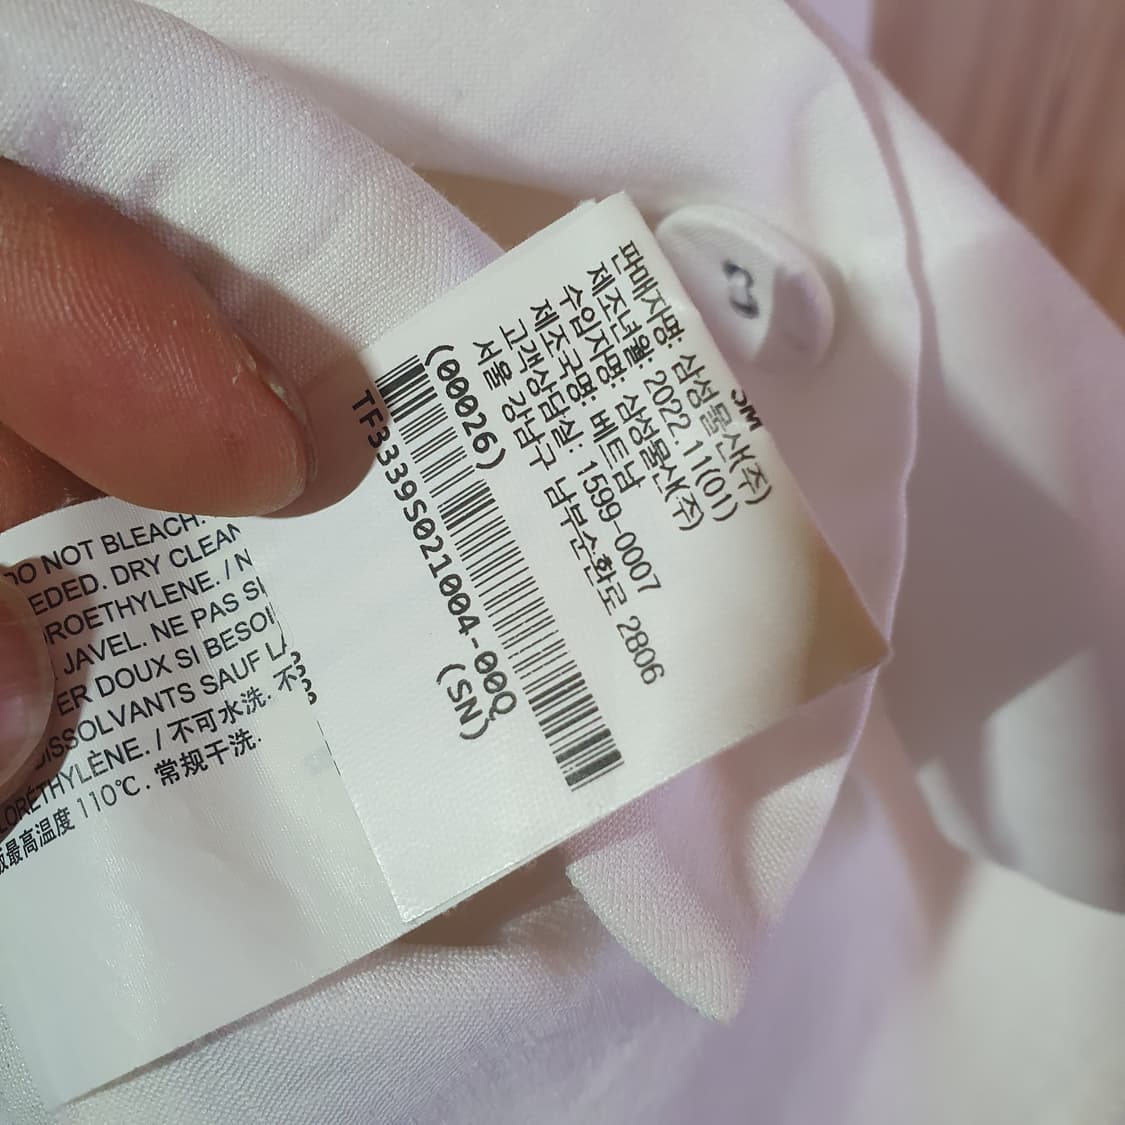 판매자명: 삼성물산(주)
제조년월: 2022.11(01)
수입자명: 삼성물산(주)
제조국명: 베트남
고객상담실: 1599-0007
서울 강남구 남부순환로 2806
(00026)
(SN)
TF3339S021004-00Q
DO NOT BLEACH.
EDED. DRY CLEAN
ROETHYLENE. / N
JAVEL. NE PAS
ER DOUX SI BESOI
DISSOLVANTS SAUF
LORÉTHYLÈNE. / 不可水洗. 不
最高温度 110℃. 常规干洗.